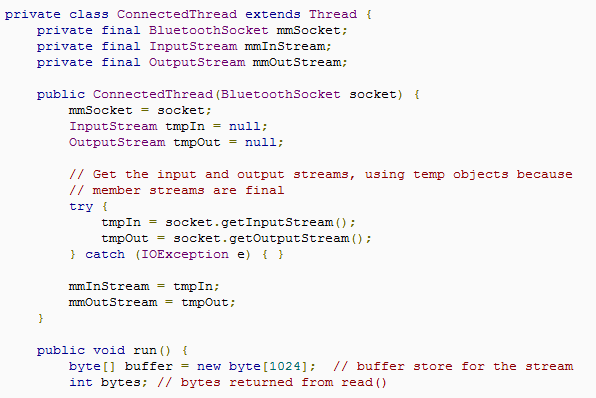 private class ConnectedThread extends Thread {
    private final BluetoothSocket mmSocket;
    private final InputStream mmInStream;
    private final OutputStream mmOutStream;

    public ConnectedThread(BluetoothSocket socket) {
        mmSocket = socket;
        InputStream tmpIn = null;
        OutputStream tmpOut = null;

        // Get the input and output streams, using temp objects because
        // member streams are final
        try {
            tmpIn = socket.getInputStream();
            tmpOut = socket.getOutputStream();
        } catch (IOException e) { }

        mmInStream = tmpIn;
        mmOutStream = tmpOut;
    }

    public void run() {
        byte[] buffer = new byte[1024];  // buffer store for the stream
        int bytes; // bytes returned from read()